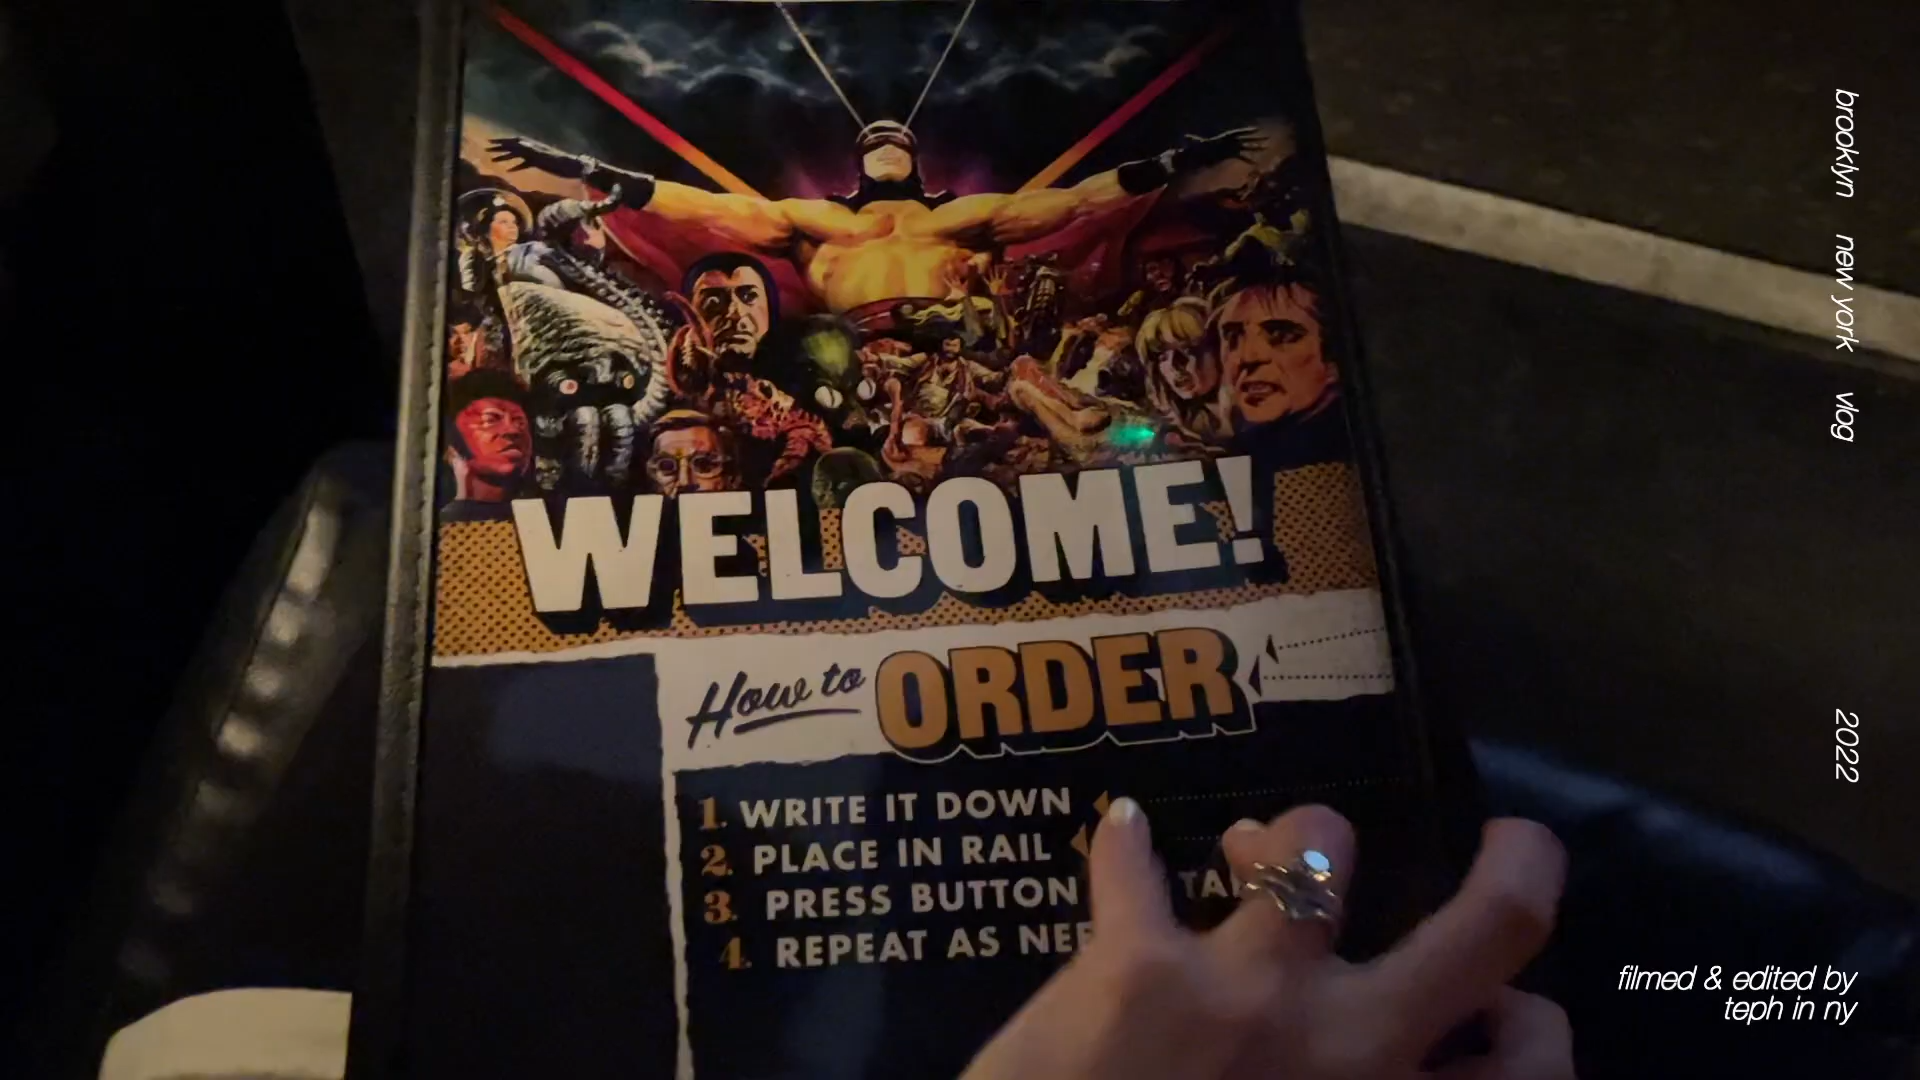 WELCOME!
How to ORDER
1. WRITE IT DOWN
2. PLACE IN RAIL
3. PRESS BUTTON
4. REPEAT AS
brooklyn new york vlog 2022
filmed & edited by
teph in ny